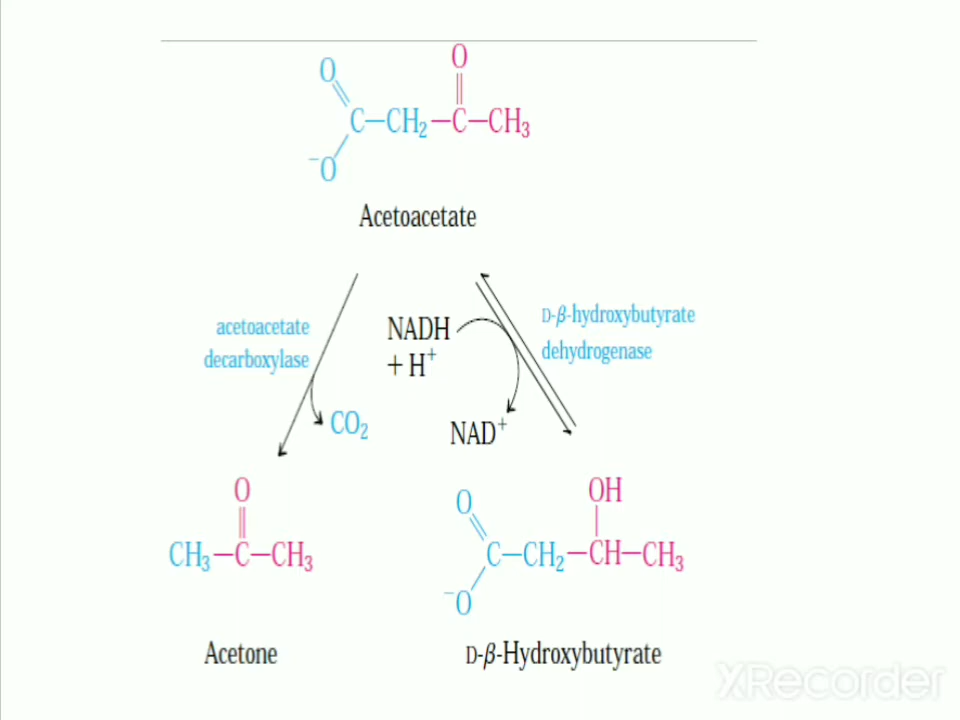 O
O
C–CH₂–C–CH₃
⁻O
Acetoacetate
acetoacetate
decarboxylase
NADH
+ H⁺
D-β-hydroxybutyrate
dehydrogenase
CO₂
NAD⁺
O
CH₃–C–CH₃
Acetone
O
OH
C–CH₂–CH–CH₃
⁻O
D-β-Hydroxybutyrate
XRecorder